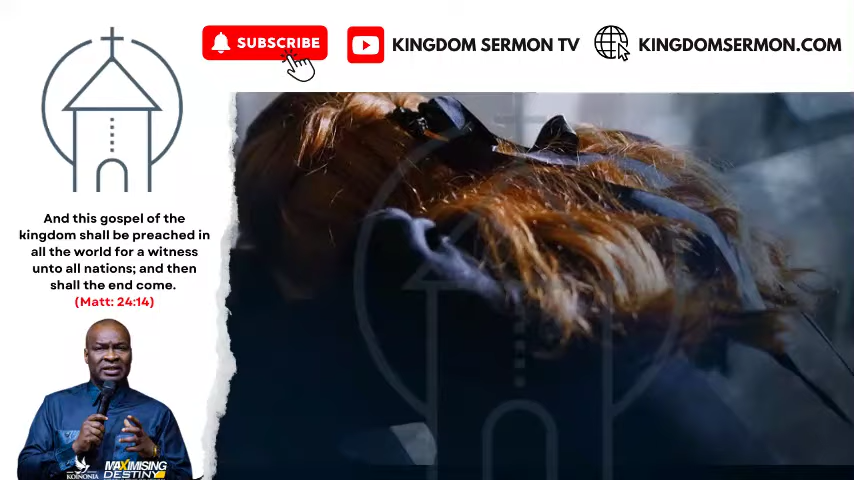 SUBSCRIBE
KINGDOM SERMON TV
KINGDOMSERMON.COM
And this gospel of the
kingdom shall be preached in
all the world for a witness
unto all nations; and then
shall the end come.
(Matt: 24:14)
KOINONIA
MAXIMISING
DESTINY